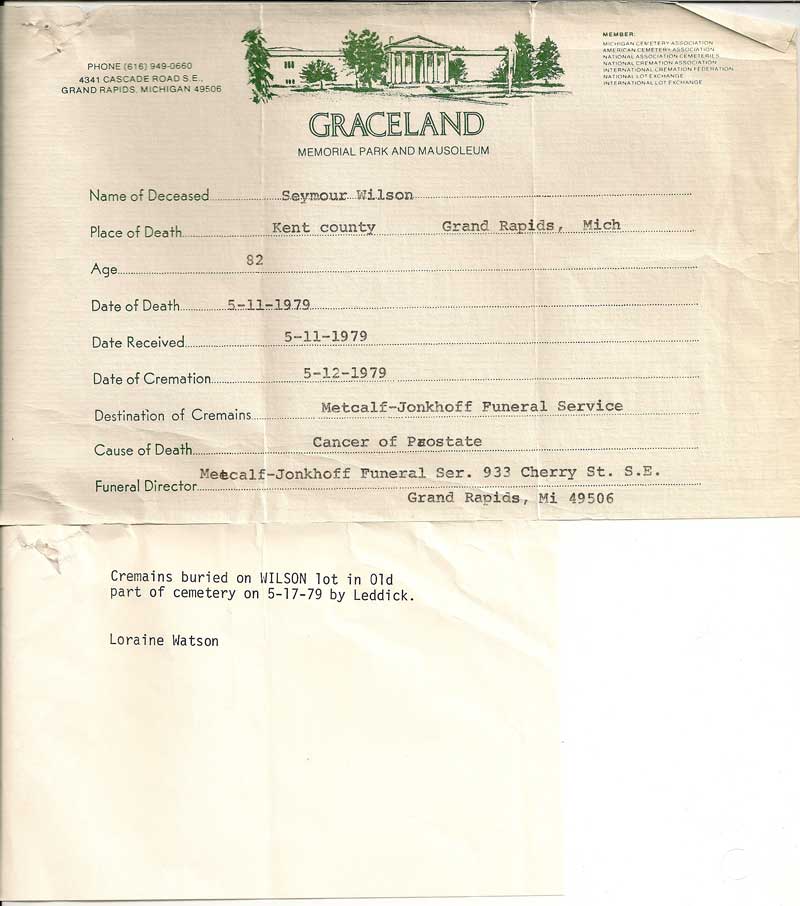 PHONE (616) 949-0660
4341 CASCADE ROAD S.E.,
GRAND RAPIDS, MICHIGAN 49506
MEMBER:
MICHIGAN CEMETERY ASSOCIATION
AMERICAN CEMETERY ASSOCIATION
NATIONAL ASSOCIATION CEMETERIES
NATIONAL CREMATION ASSOCIATION
INTERNATIONAL CREMATION FEDERATION
NATIONAL LOT EXCHANGE
INTERNATIONAL LOT EXCHANGE
GRACELAND
MEMORIAL PARK AND MAUSOLEUM
Name of Deceased Seymour Wilson
Place of Death Kent county Grand Rapids, Mich
Age 82
Date of Death 5-11-1979
Date Received 5-11-1979
Date of Cremation 5-12-1979
Destination of Cremains Metcalf-Jonkhoff Funeral Service
Cause of Death Cancer of Prostate
Funeral Director Metcalf-Jonkhoff Funeral Ser. 933 Cherry St. S.E.
Grand Rapids, Mi 49506
Cremains buried on WILSON lot in Old
part of cemetery on 5-17-79 by Leddick.
Loraine Watson